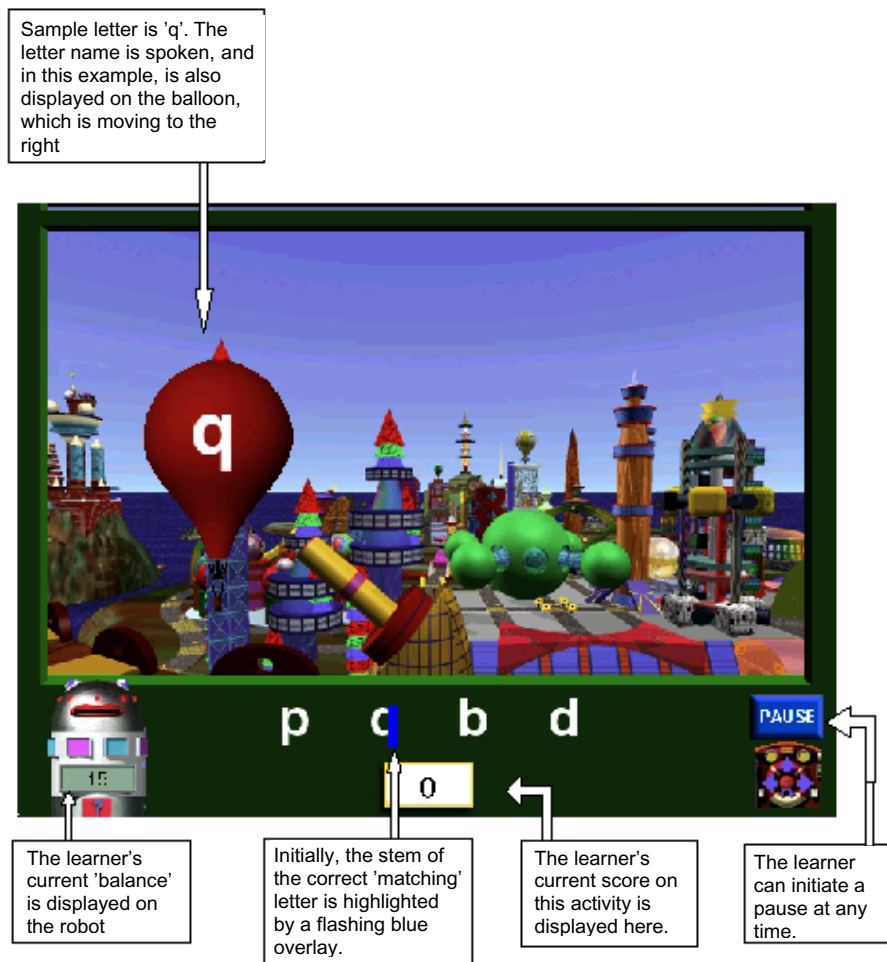 Sample letter is ’q’. The
letter name is spoken, and
in this example, is also
displayed on the balloon,
which is moving to the
right
q
p q b d
PAUSE
15
0
The learner’s
current ’balance’
is displayed on
the robot
Initially, the stem of
the correct ’matching’
letter is highlighted
by a flashing blue
overlay.
The learner’s
current score on
this activity is
displayed here.
The learner
can initiate a
pause at any
time.